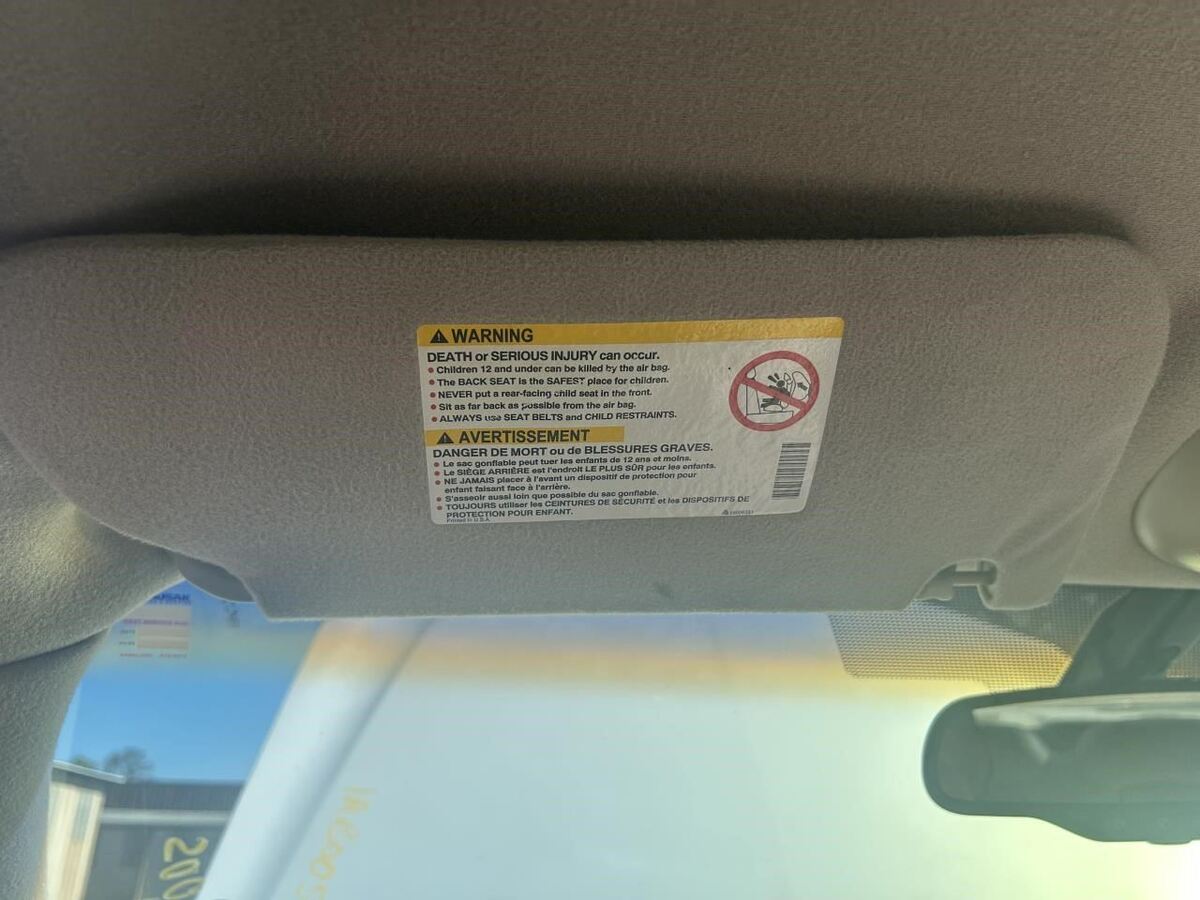 WARNING
DEATH or SERIOUS INJURY can occur.
• Children 12 and under can be killed by the air bag.
• The BACK SEAT is the SAFEST place for children.
• NEVER put a rear-facing child seat in the front.
• Sit as far back as possible from the air bag.
• ALWAYS use SEAT BELTS and CHILD RESTRAINTS.
AVERTISSEMENT
DANGER DE MORT ou de BLESSURES GRAVES.
• Le sac gonflable peut tuer les enfants de 12 ans et moins.
• Le SIÈGE ARRIÈRE est l'endroit LE PLUS SÛR pour les enfants.
• NE JAMAIS placer à l'avant un dispositif de protection pour
enfant faisant face à l'arrière.
• S'asseoir aussi loin que possible du sac gonflable.
• TOUJOURS utiliser les CEINTURES DE SÉCURITÉ et les DISPOSITIFS DE
PROTECTION POUR ENFANT.
Printed in U.S.A.